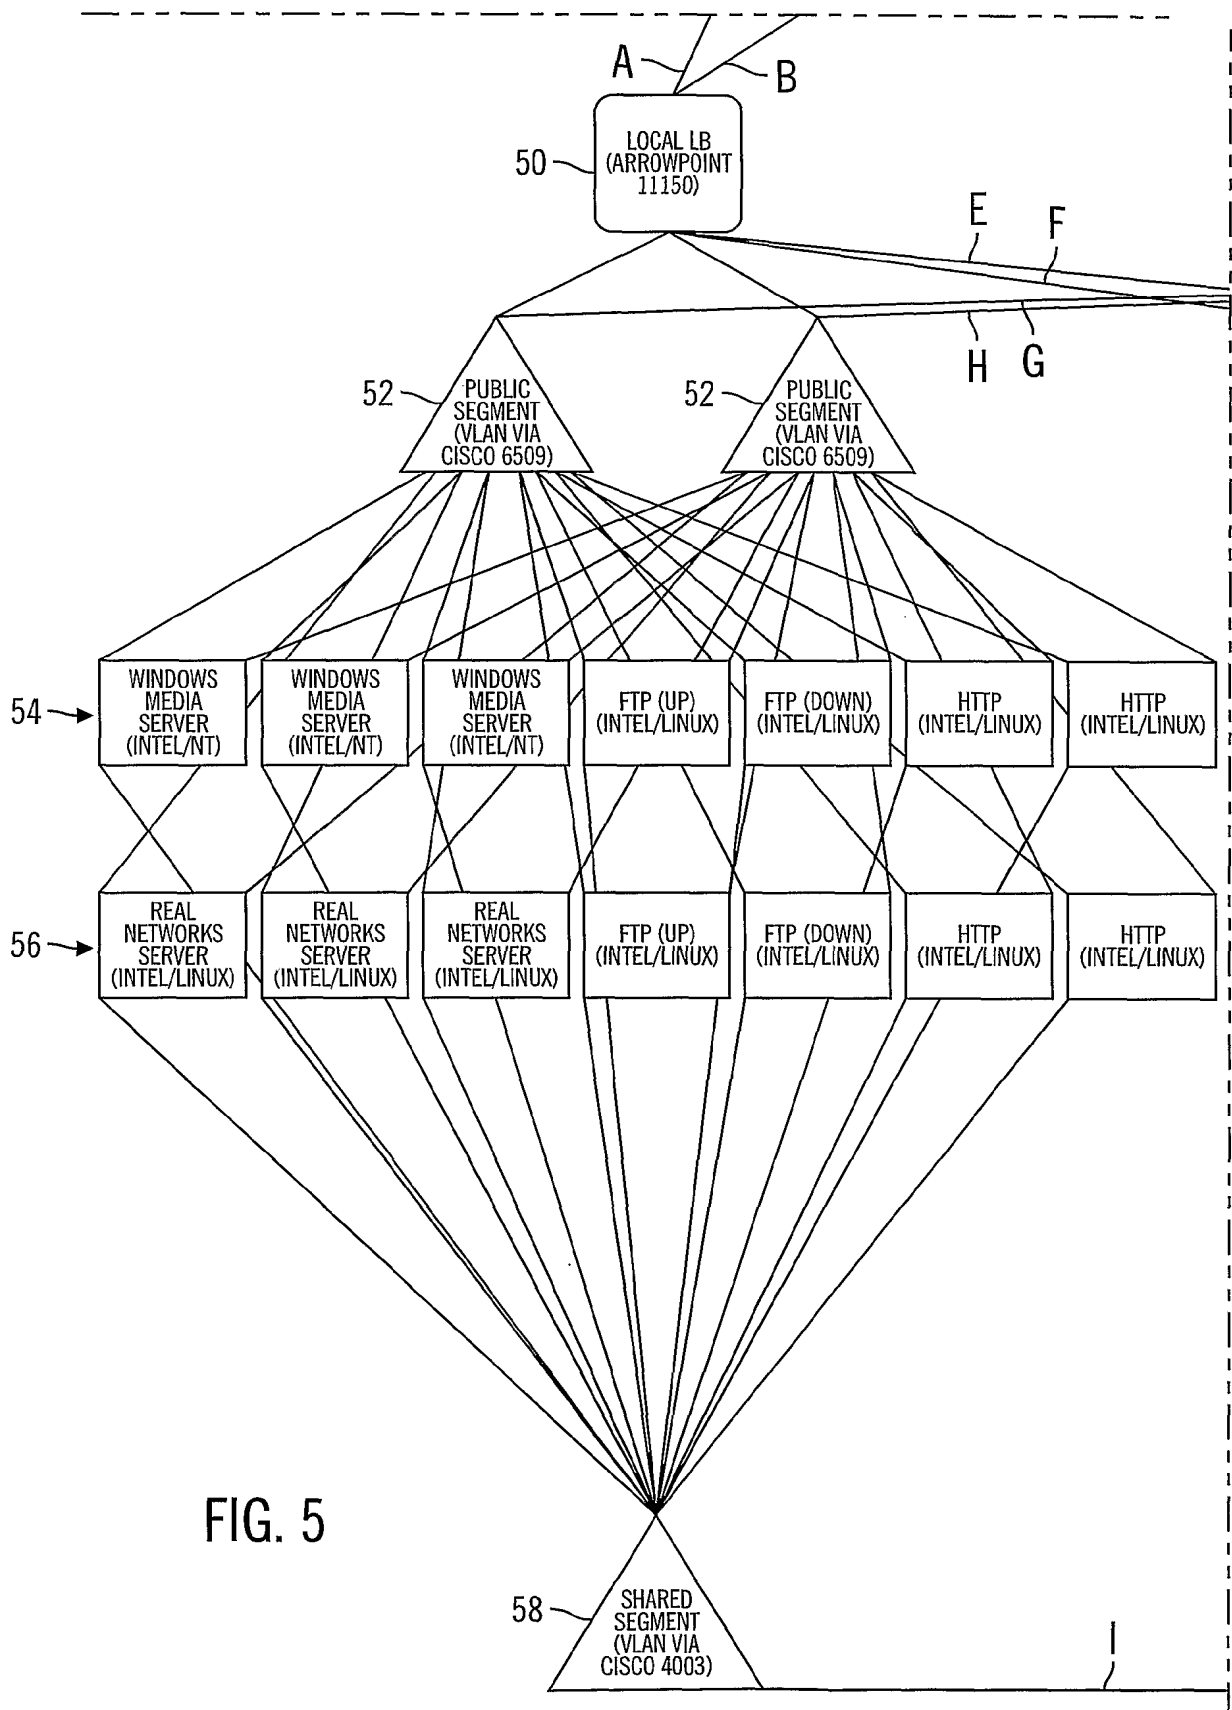 A
B
50
LOCAL LB
(ARROWPOINT
11150)
E
F
G
H
52
PUBLIC
SEGMENT
(VLAN VIA
CISCO 6509)
52
PUBLIC
SEGMENT
(VLAN VIA
CISCO 6509)
54
WINDOWS
MEDIA
SERVER
(INTEL/NT)
WINDOWS
MEDIA
SERVER
(INTEL/NT)
WINDOWS
MEDIA
SERVER
(INTEL/NT)
FTP (UP)
(INTEL/LINUX)
FTP (DOWN)
(INTEL/LINUX)
HTTP
(INTEL/LINUX)
HTTP
(INTEL/LINUX)
56
REAL
NETWORKS
SERVER
(INTEL/LINUX)
REAL
NETWORKS
SERVER
(INTEL/LINUX)
REAL
NETWORKS
SERVER
(INTEL/LINUX)
FTP (UP)
(INTEL/LINUX)
FTP (DOWN)
(INTEL/LINUX)
HTTP
(INTEL/LINUX)
HTTP
(INTEL/LINUX)
FIG. 5
58
SHARED
SEGMENT
(VLAN VIA
CISCO 4003)
I